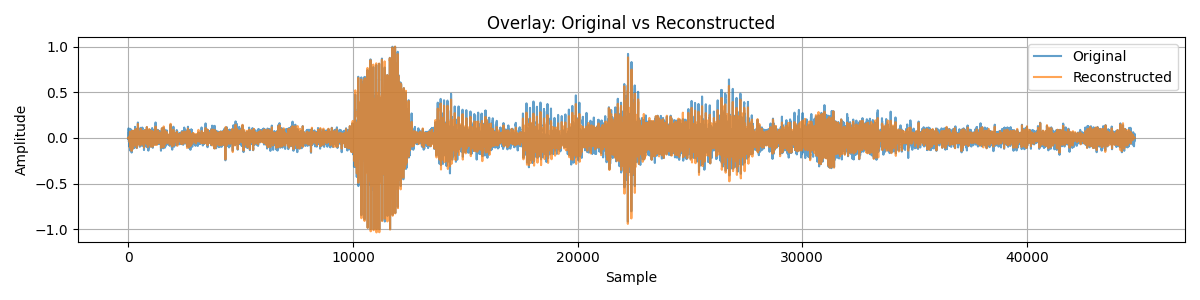 Overlay: Original vs Reconstructed
1.0
0.5
0.0
−0.5
−1.0
Amplitude
Original
Reconstructed
0
10000
20000
30000
40000
Sample